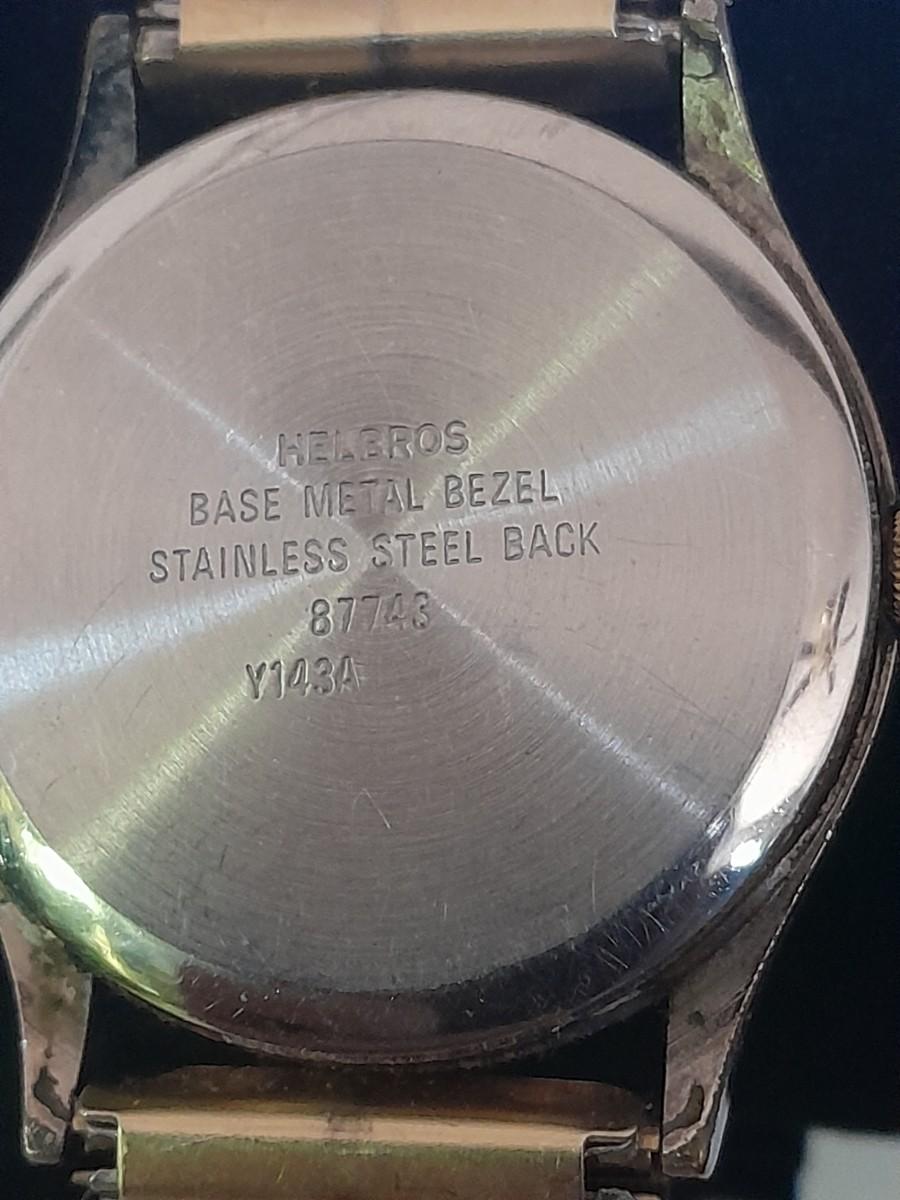 HELBROS
BASE METAL BEZEL
STAINLESS STEEL BACK
87743
Y143A